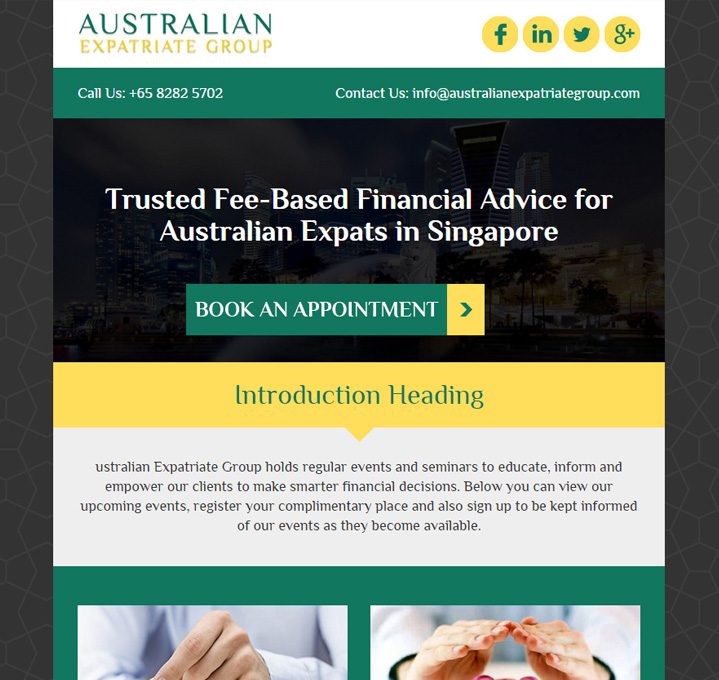 AUSTRALIAN
EXPATRIATE GROUP
f in g+
Call Us: +65 8282 5702
Contact Us: info@australianexpatriategroup.com
Trusted Fee-Based Financial Advice for
Australian Expats in Singapore
BOOK AN APPOINTMENT
Introduction Heading
ustralian Expatriate Group holds regular events and seminars to educate, inform and
empower our clients to make smarter financial decisions. Below you can view our
upcoming events, register your complimentary place and also sign up to be kept informed
of our events as they become available.